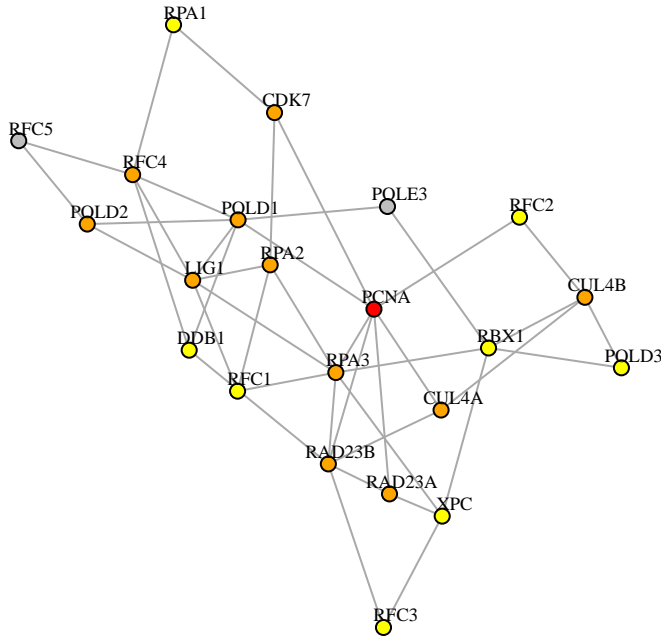 RPA1
CDK7
RFC5
RFC4
POLE3
POLD2
POLD1
RFC2
LIG1
RPA2
PCNA
CUL4B
DDB1
RBX1
POLD3
RFC1
RPA3
CUL4A
RAD23B
RAD23A
XPC
RFC3